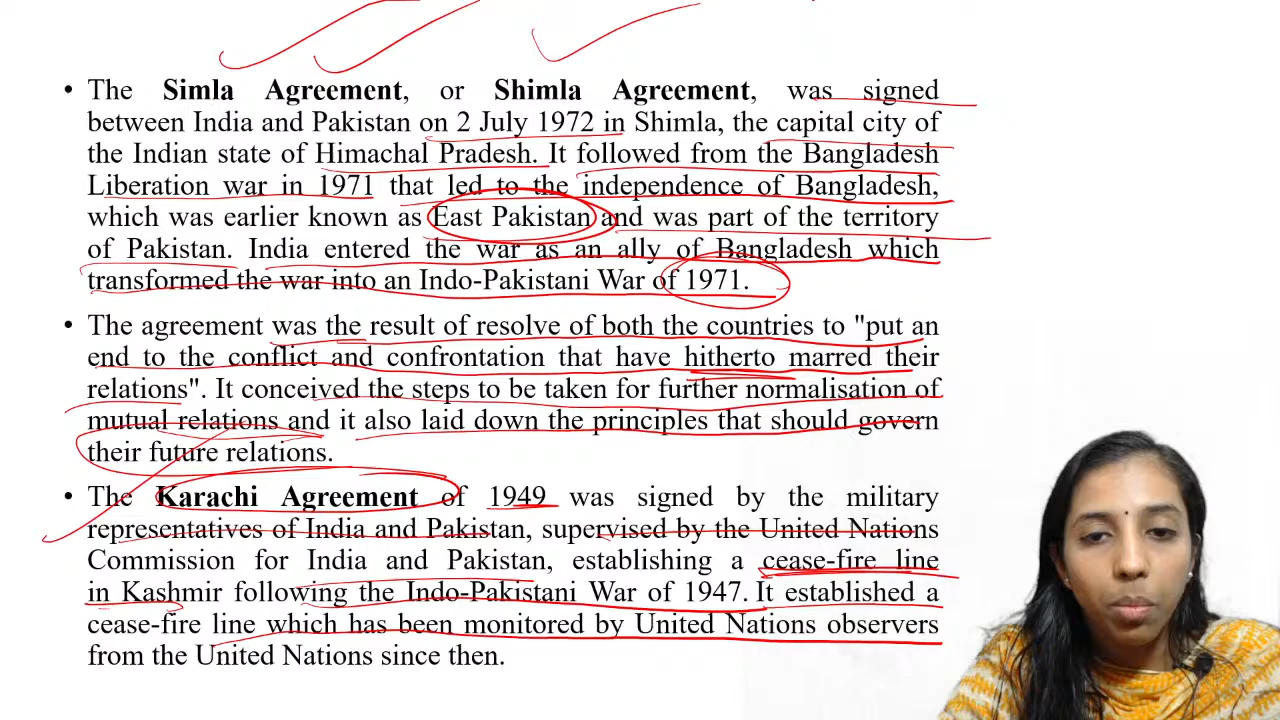 • The Simla Agreement, or Shimla Agreement, was signed
between India and Pakistan on 2 July 1972 in Shimla, the capital city of
the Indian state of Himachal Pradesh. It followed from the Bangladesh
Liberation war in 1971 that led to the independence of Bangladesh,
which was earlier known as East Pakistan and was part of the territory
of Pakistan. India entered the war as an ally of Bangladesh which
transformed the war into an Indo-Pakistani War of 1971.
• The agreement was the result of resolve of both the countries to "put an
end to the conflict and confrontation that have hitherto marred their
relations". It conceived the steps to be taken for further normalisation of
mutual relations and it also laid down the principles that should govern
their future relations.
• The Karachi Agreement of 1949 was signed by the military
representatives of India and Pakistan, supervised by the United Nations
Commission for India and Pakistan, establishing a cease-fire line
in Kashmir following the Indo-Pakistani War of 1947. It established a
cease-fire line which has been monitored by United Nations observers
from the United Nations since then.